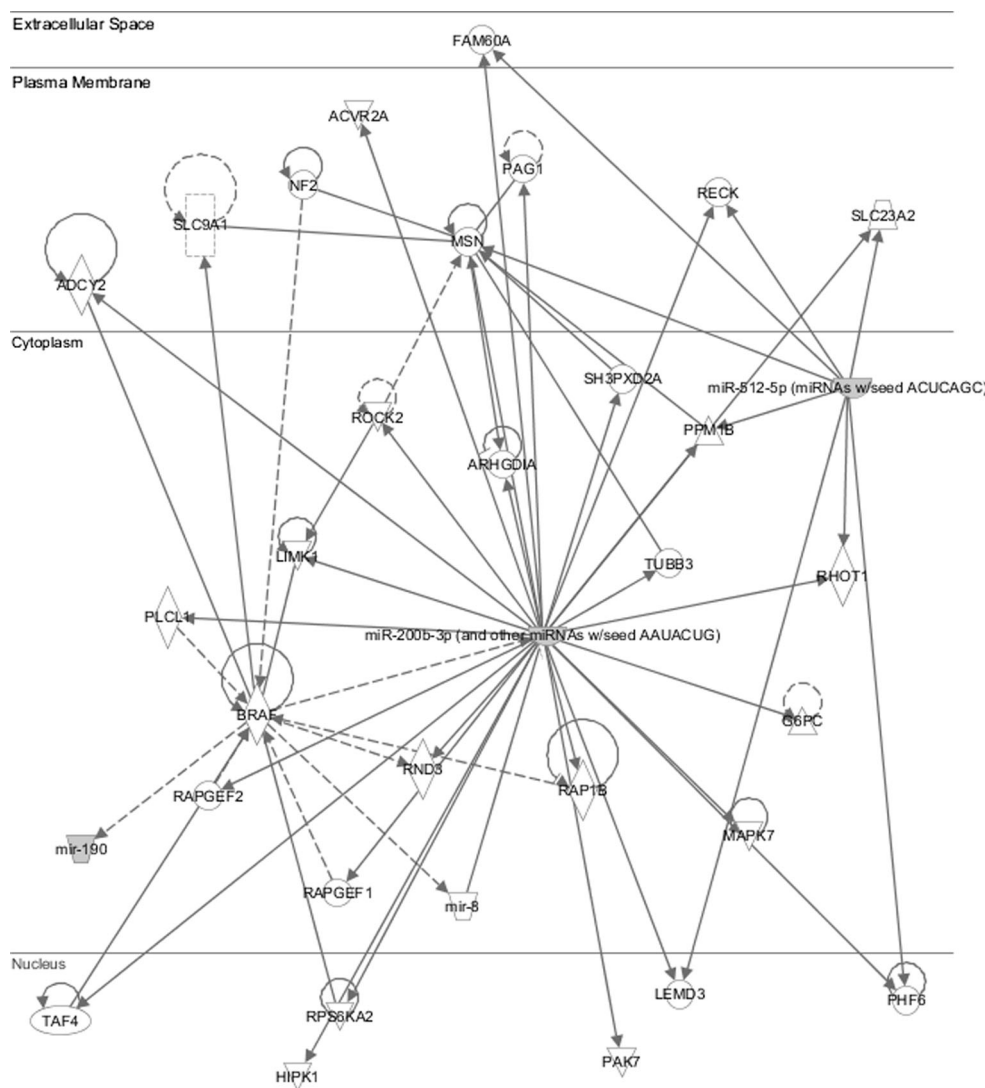 Extracellular Space
FAM60A
Plasma Membrane
ACVR2A
PAG1
NF2
RECK
SLC9A1
SLC23A2
MSN
ADCY2
Cytoplasm
SH3PXD2A
miR-512-5p (miRNAs w/seed ACUCAGC)
ROCK2
PPM1B
ARHGDIA
LIMK1
TUBB3
RHOT1
PLCL1
miR-200b-3p (and other miRNAs w/seed AAUACUG)
BRAF
G6PC
RND3
RAPGEF2
RAP1B
MAPK7
mir-190
RAPGEF1
mir-8
Nucleus
LEMD3
PHF6
TAF4
RPS6KA2
PAK7
HIPK1